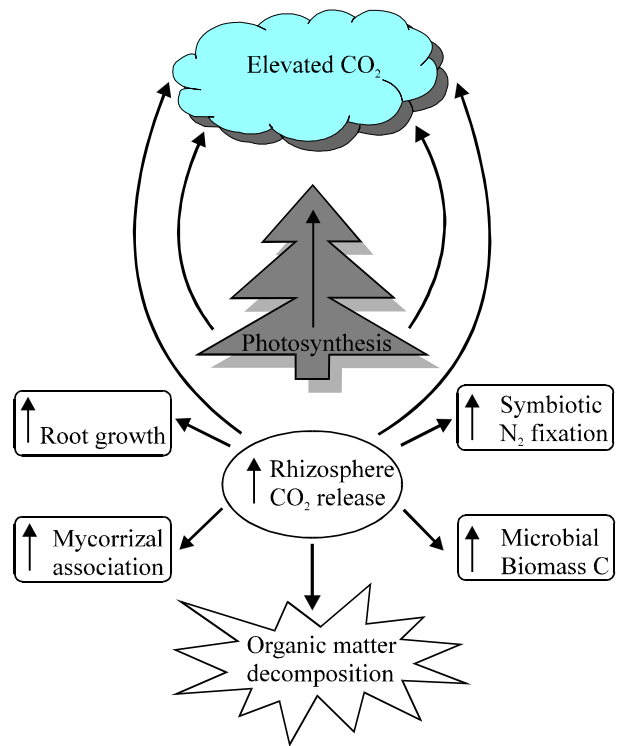 Elevated CO₂
Photosynthesis
Root growth
Symbiotic
N₂ fixation
Rhizosphere
CO₂ release
Mycorrizal
association
Microbial
Biomass C
Organic matter
decomposition